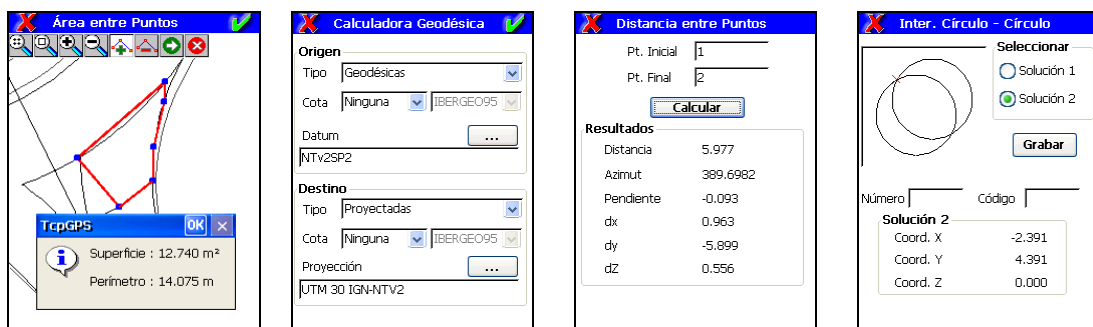 Área entre Puntos
TcpGPS
OK
Superficie : 12.740 m²
Perímetro : 14.075 m
Calculadora Geodésica
Origen
Tipo Geodésicas
Cota Ninguna IBERGEO95
Datum ...
NTv2SP2
Destino
Tipo Proyectadas
Cota Ninguna IBERGEO95
Proyección ...
UTM 30 IGN-NTV2
Distancia entre Puntos
Pt. Inicial 1
Pt. Final 2
Calcular
Resultados
Distancia 5.977
Azimut 389.6982
Pendiente -0.093
dx 0.963
dy -5.899
dZ 0.556
Inter. Círculo - Círculo
Seleccionar
Solución 1
Solución 2
Grabar
Número Código
Solución 2
Coord. X -2.391
Coord. Y 4.391
Coord. Z 0.000